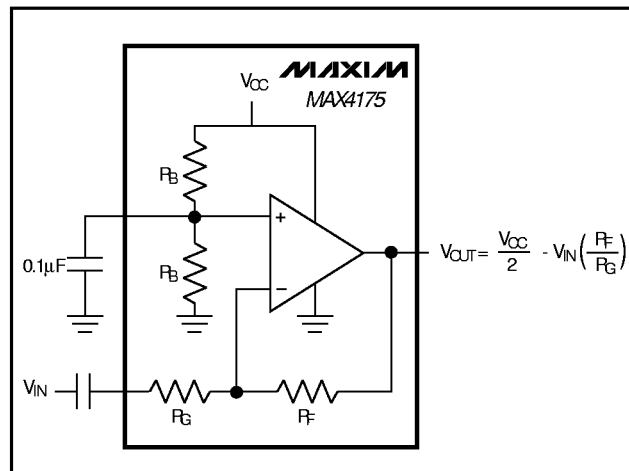 MAXIM
MAX4175
VCC
RB
RB
+
−
0.1µF
VIN
RG
RF
VOUT = VCC/2 - VIN(RF/RG)